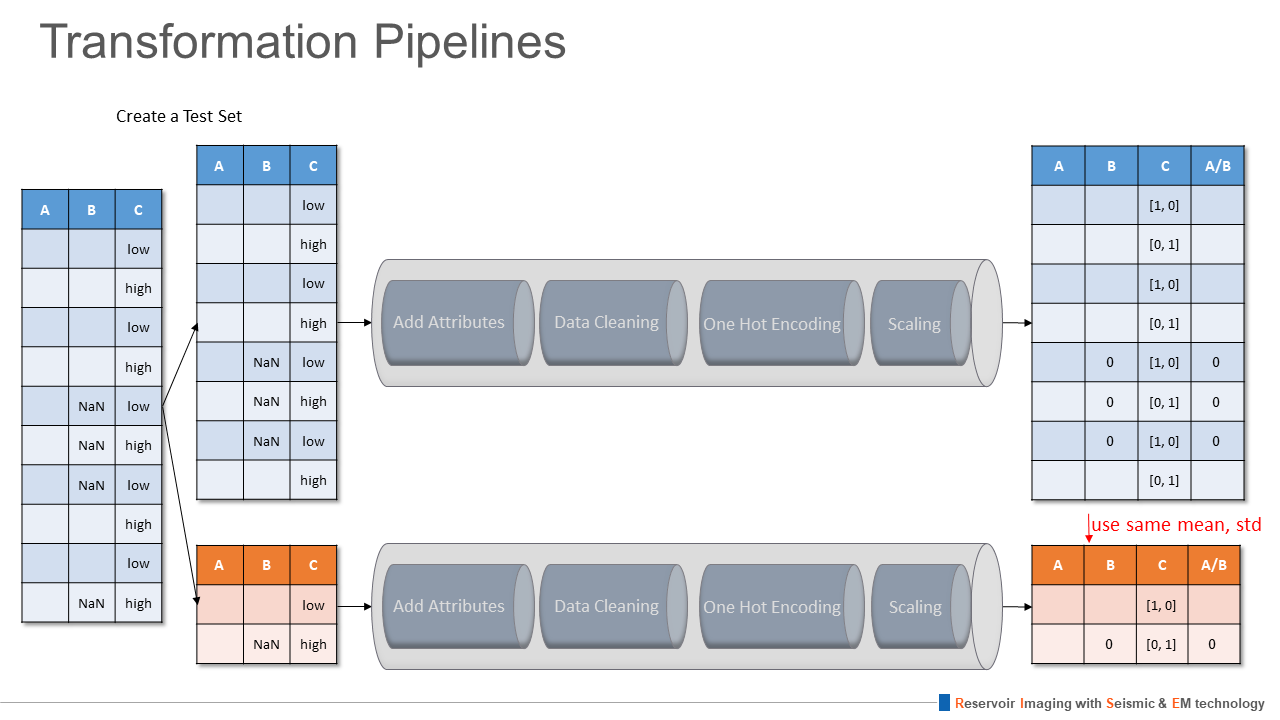 Transformation Pipelines
Create a Test Set
A B C
low
high
low
high
NaN low
NaN high
NaN low
high
low
NaN high
A B C
low
high
low
high
NaN low
NaN high
NaN low
high
Add Attributes
Data Cleaning
One Hot Encoding
Scaling
A B C A/B
[1, 0]
[0, 1]
[1, 0]
[0, 1]
0 [1, 0] 0
0 [0, 1] 0
0 [1, 0] 0
[0, 1]
use same mean, std
A B C
low
NaN high
Add Attributes
Data Cleaning
One Hot Encoding
Scaling
A B C A/B
[1, 0]
0 [0, 1] 0
Reservoir Imaging with Seismic & EM technology